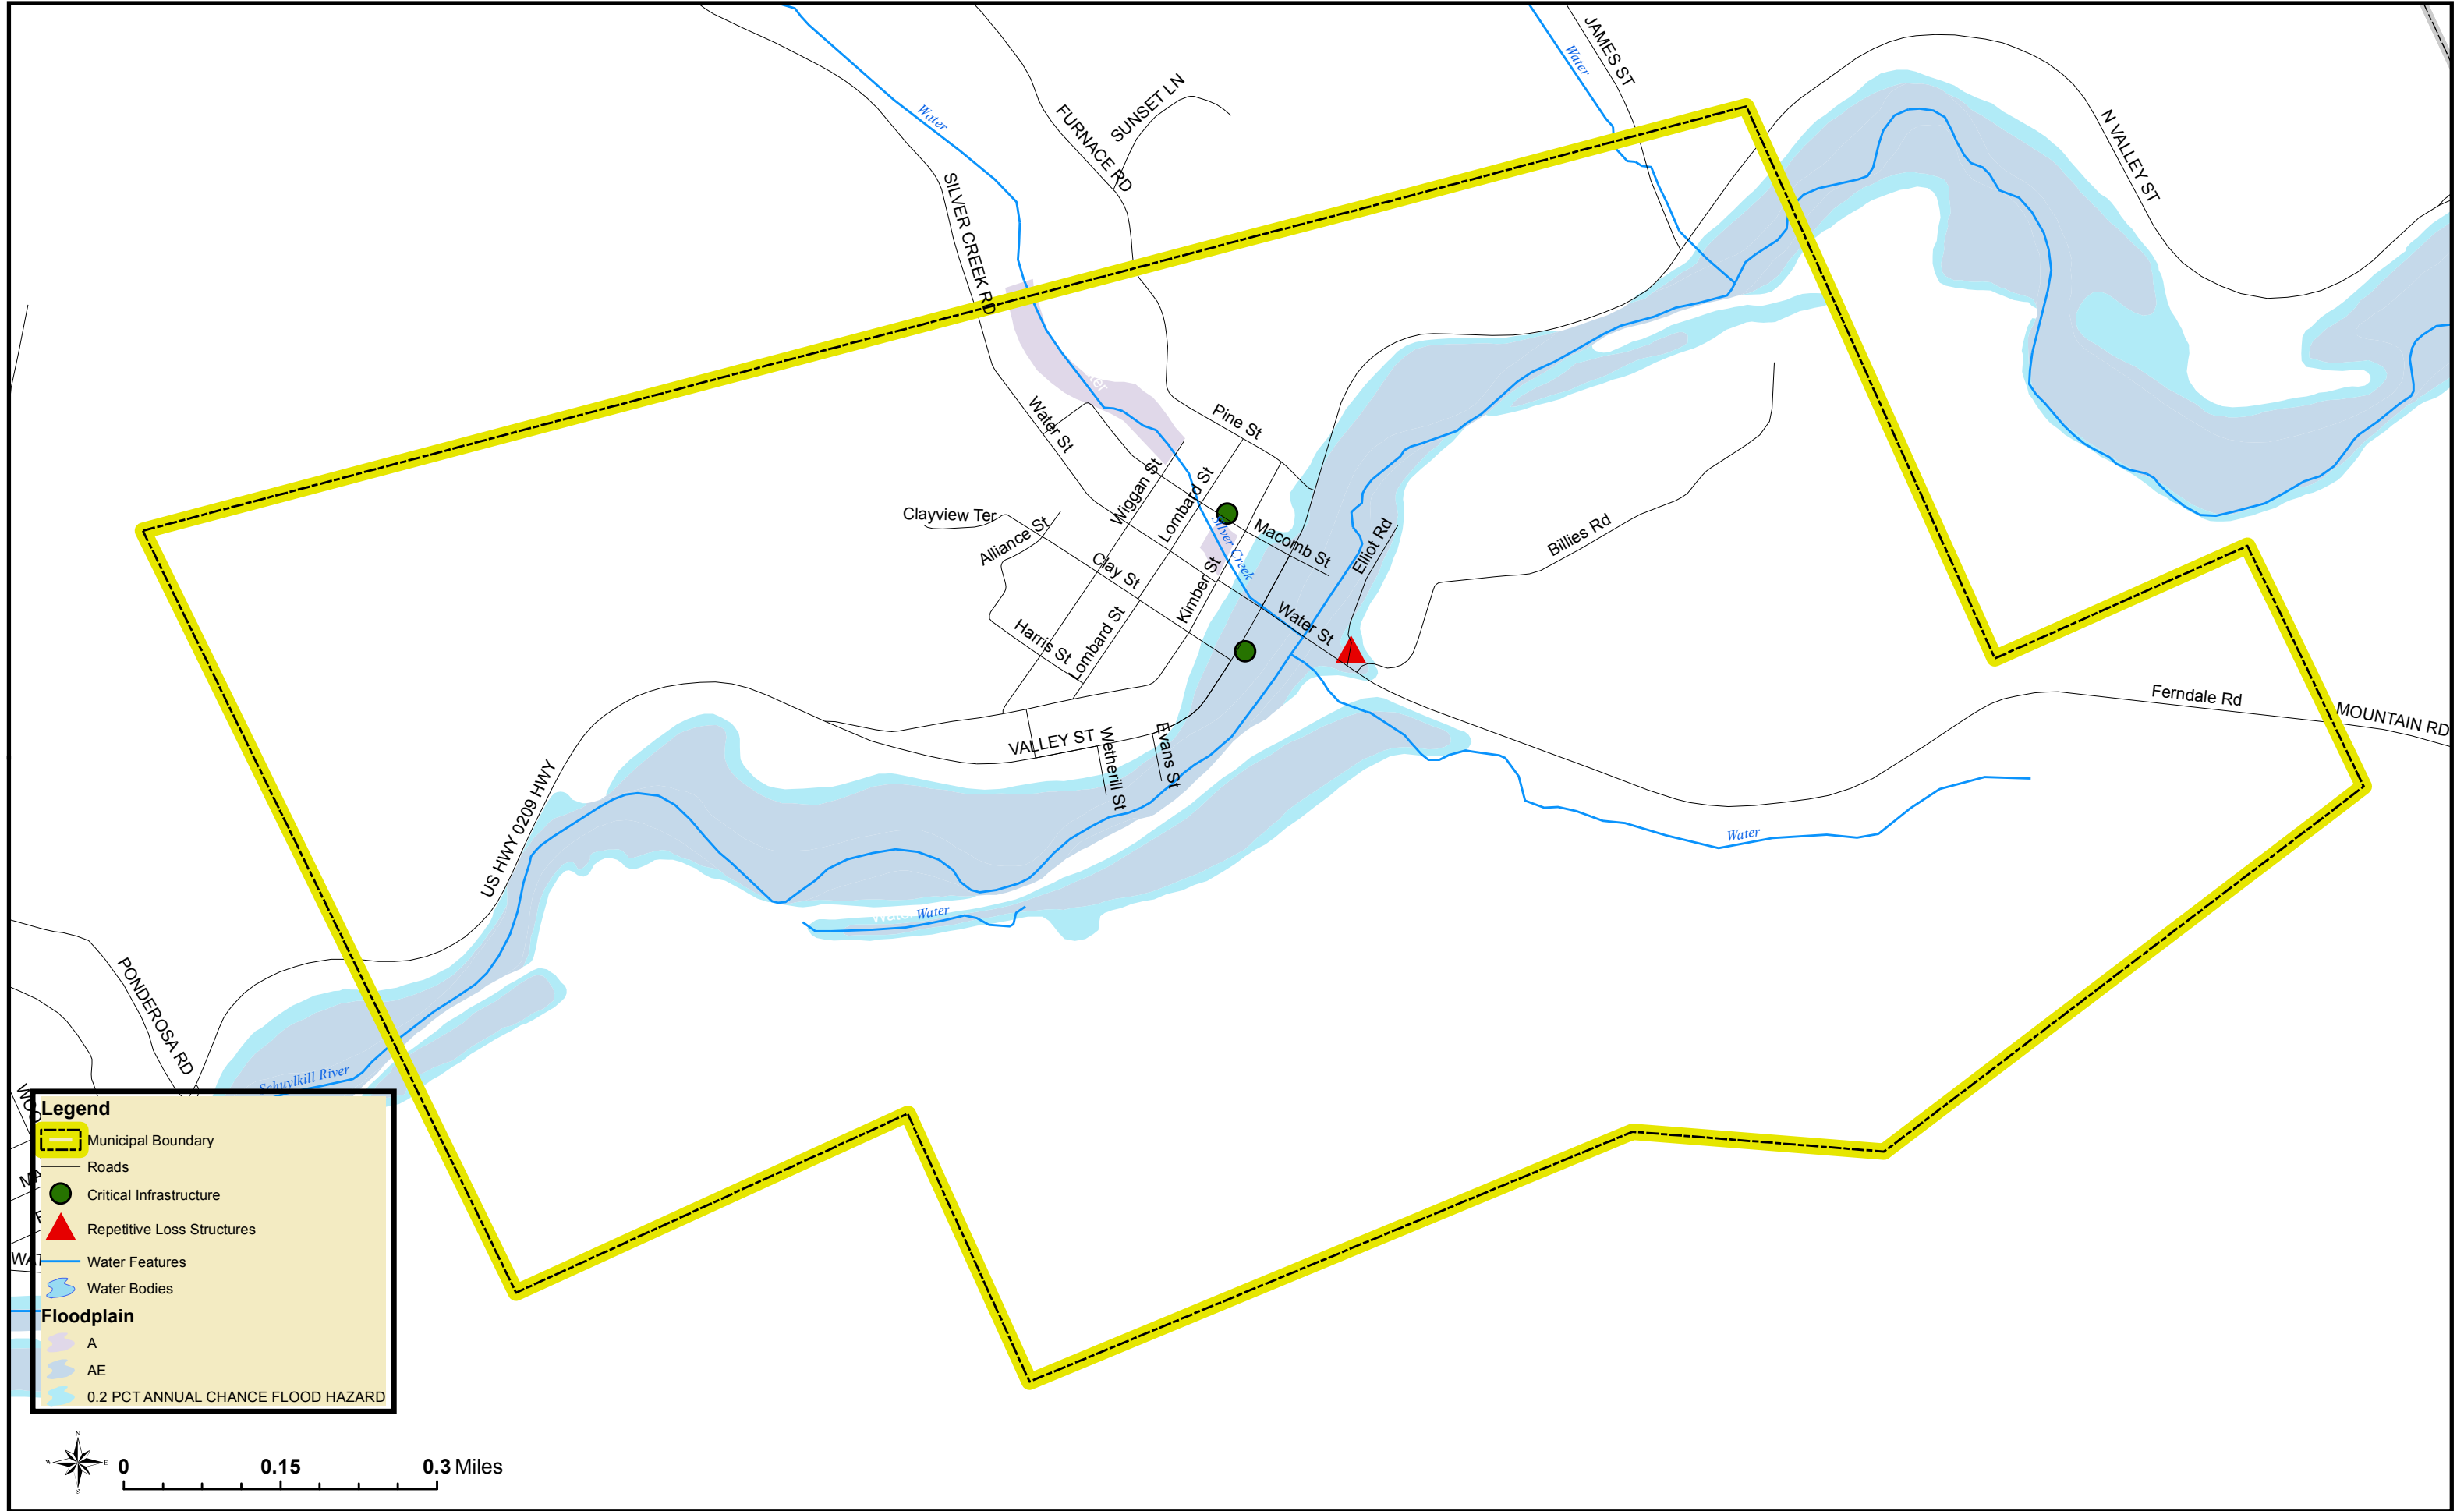 JAMES ST
Water
Water
SUNSET LN
FURNACE RD
N VALLEY ST
SILVER CREEK RD
Water St
Pine St
Wiggan St
Lombard St
Clayview Ter
Alliance St
Silver Creek
Macomb St
Elliot Rd
Billies Rd
Clay St
Kimber St
Water St
Harris St
Lombard St
Ferndale Rd
MOUNTAIN RD
VALLEY ST
Wetherill St
Evans St
US HWY 0209 HWY
Water
Water
PONDEROSA RD
Schuylkill River
Legend
Municipal Boundary
Roads
Critical Infrastructure
Repetitive Loss Structures
Water Features
Water Bodies
Floodplain
A
AE
0.2 PCT ANNUAL CHANCE FLOOD HAZARD
N
W E
S
0 0.15 0.3 Miles